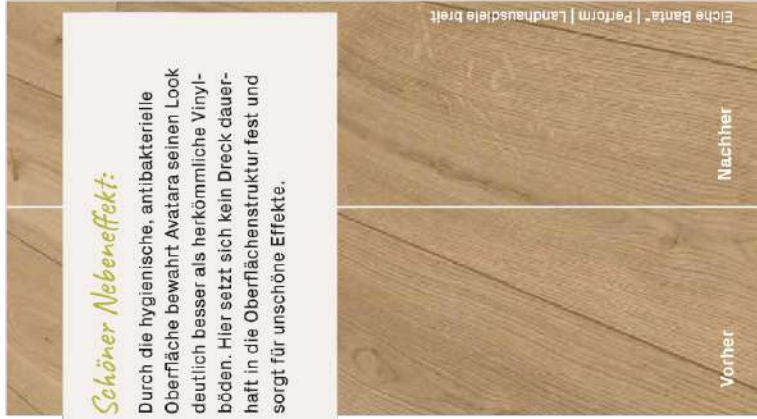 Schöner Nebeneffekt:
Durch die hygienische, antibakterielle
Oberfläche bewahrt Avatara seinen Look
deutlich besser als herkömmliche Vinyl-
böden. Hier setzt sich kein Dreck dauer-
haft in die Oberflächenstruktur fest und
sorgt für unschöne Effekte.
Vorher
Nachher
Eiche Banta* | Perform | Landhausdiele breit